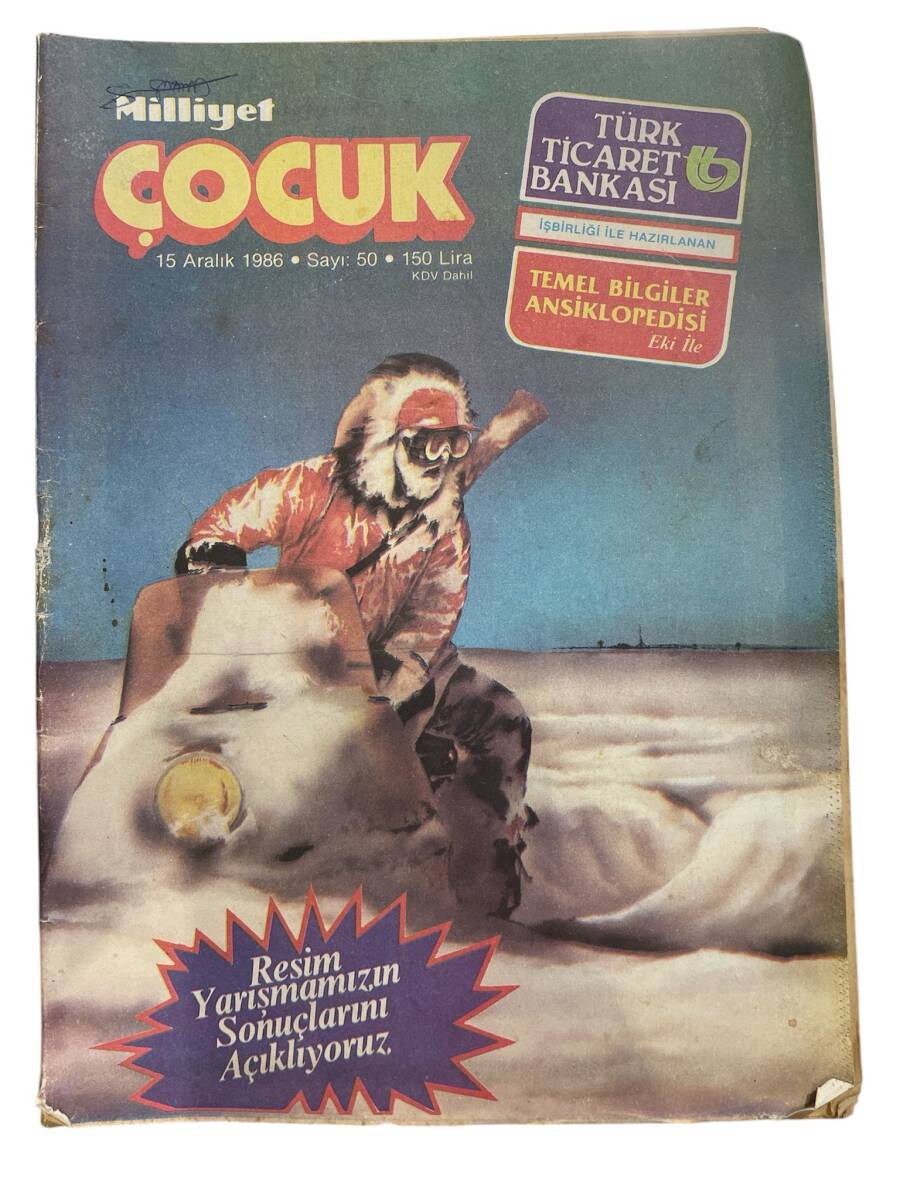 Milliyet
ÇOCUK
15 Aralık 1986 • Sayı: 50 • 150 Lira
KDV Dahil
TÜRK
TİCARET
BANKASI
İŞBİRLİĞİ İLE HAZIRLANAN
TEMEL BİLGİLER
ANSİKLOPEDİSİ
Eki İle
Resim
Yarışmamızın
Sonuçlarını
Açıklıyoruz.